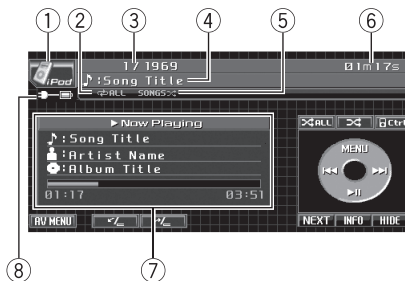 ① ② ③ ④ ⑤ ⑥
iPod
1/ 1969
01m17s
:Song Title
ALL SONGS
▶Now Playing
:Song Title
:Artist Name
:Album Title
01:17 03:51
ALL Ctrl
MENU
AV MENU
NEXT INFO HIDE
⑧ ⑦